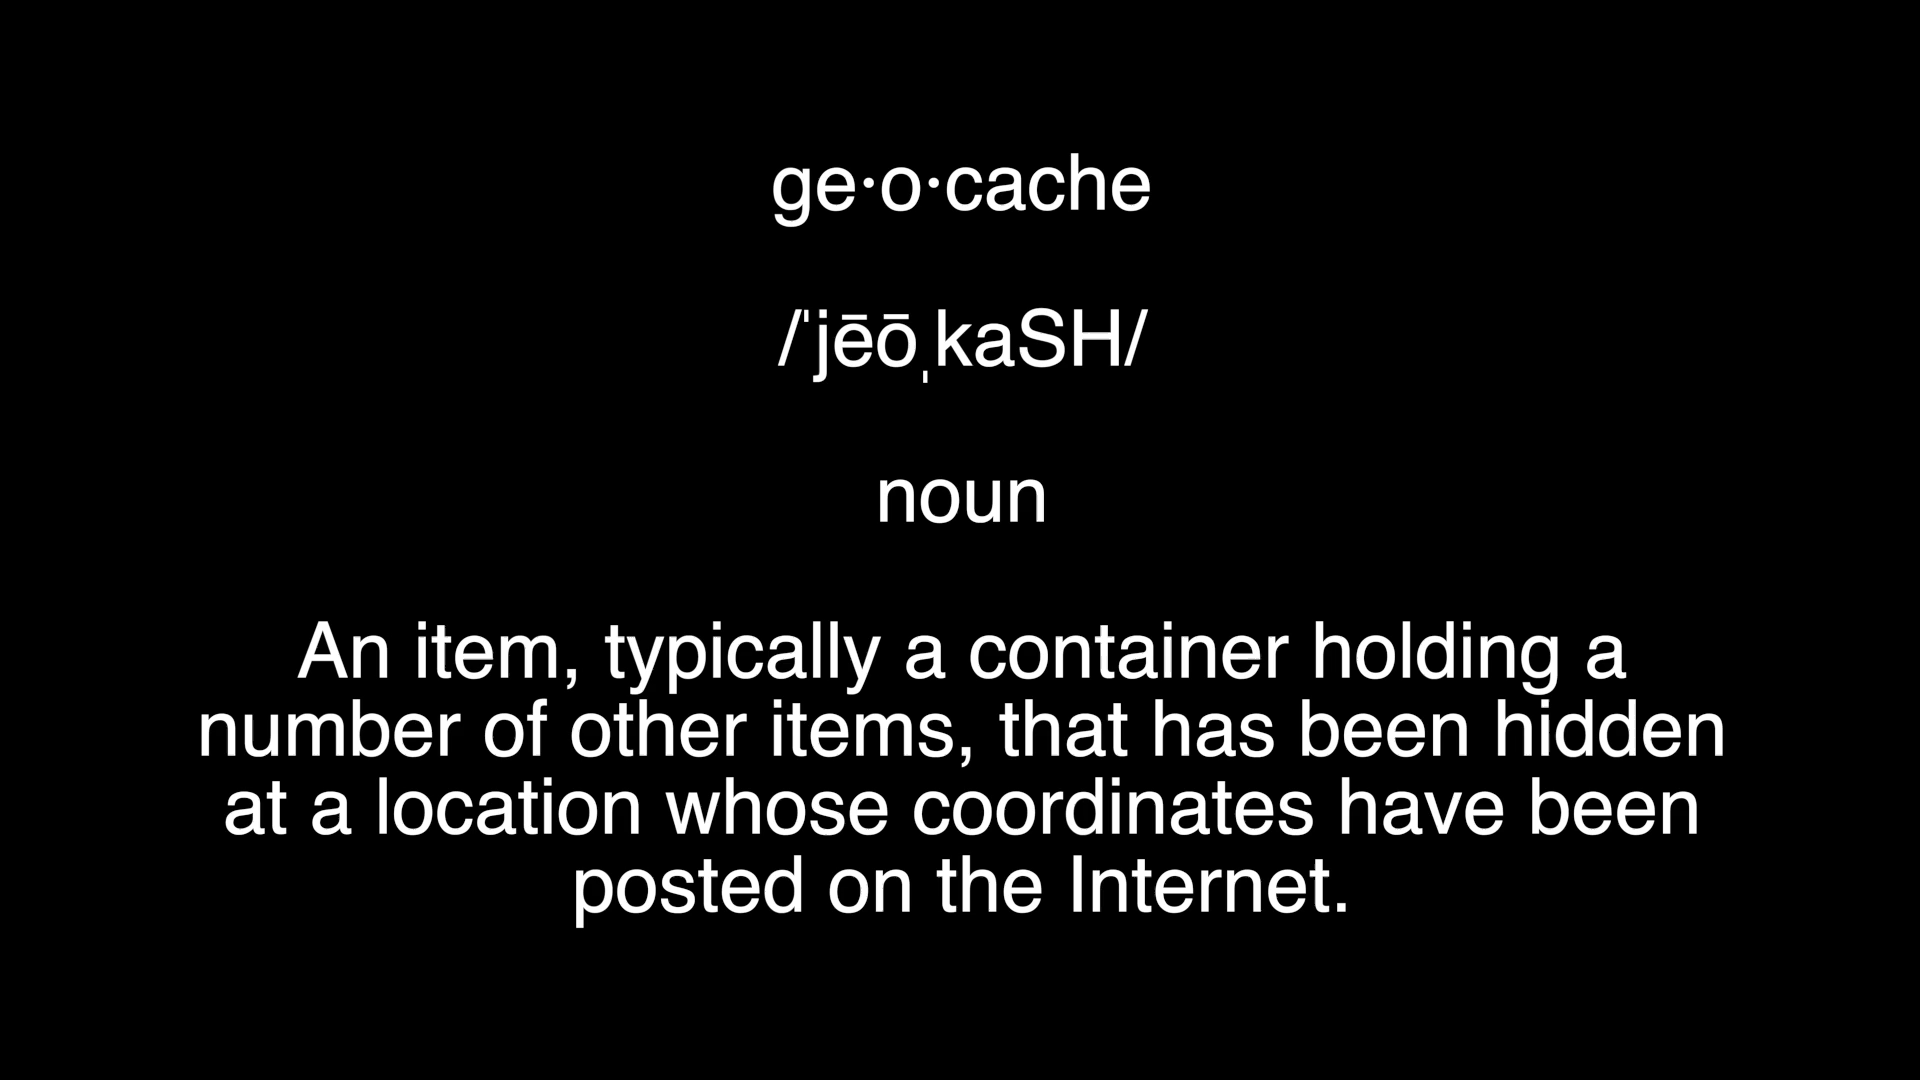 ge·o·cache
/ˈjēōˌkaSH/
noun
An item, typically a container holding a
number of other items, that has been hidden
at a location whose coordinates have been
posted on the Internet.